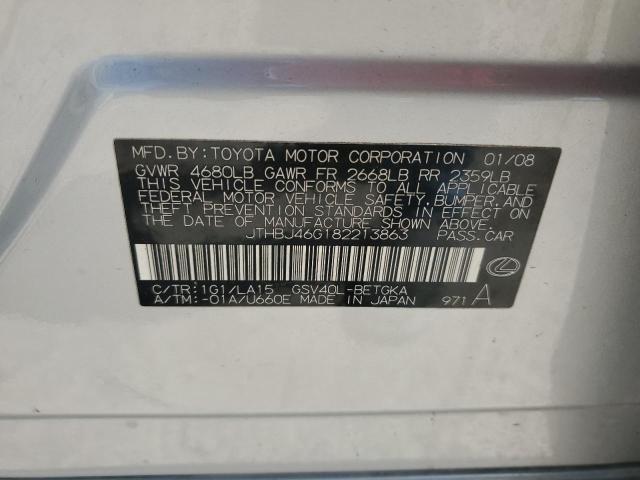 MFD.BY:TOYOTA MOTOR CORPORATION 01/08
GVWR 4680LB GAWR FR 2668LB RR 2359LB
THIS VEHICLE CONFORMS TO ALL APPLICABLE
FEDERAL MOTOR VEHICLE SAFETY,BUMPER,AND
THEFT PREVENTION STANDARDS IN EFFECT ON
THE DATE OF MANUFACTURE SHOWN ABOVE.
JTHBJ46G182213863 PASS.CAR
C/TR:1G1/LA15 GSV40L-BETGKA
A/TM:-01A/U660E MADE IN JAPAN 971 A